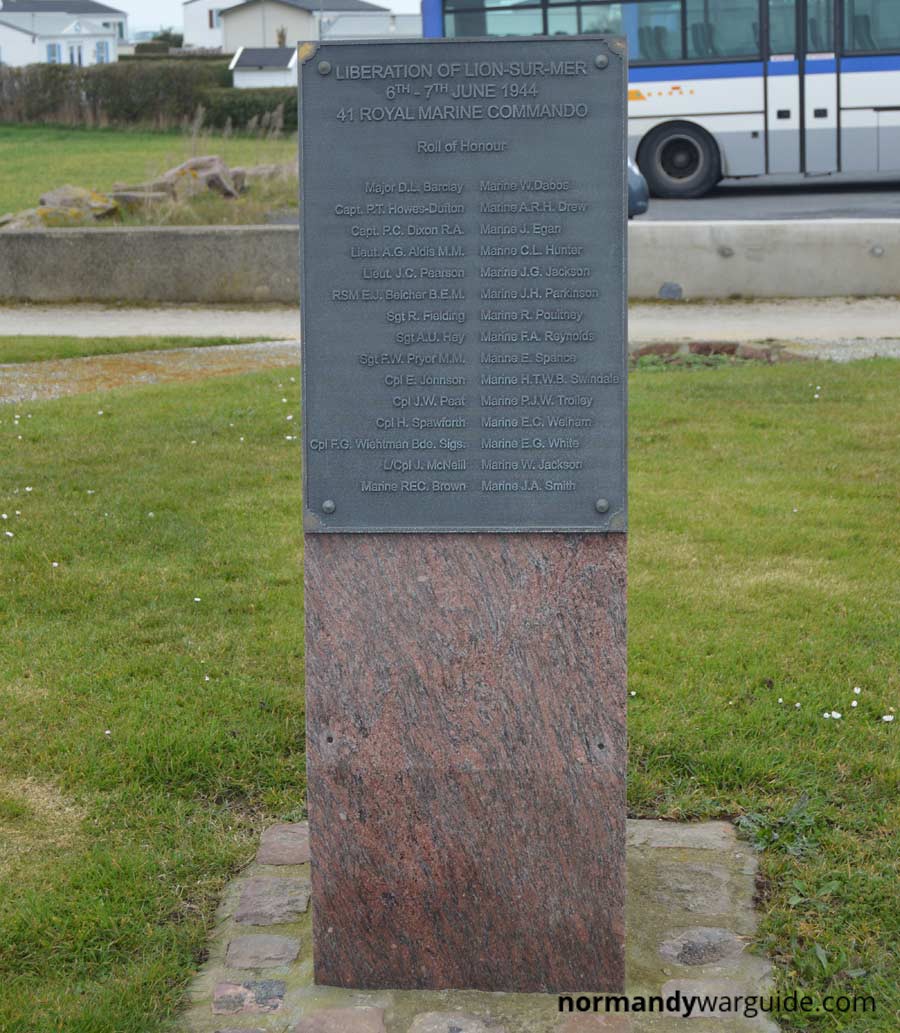 LIBERATION OF LION-SUR-MER
6TH - 7TH JUNE 1944
41 ROYAL MARINE COMMANDO
Roll of Honour
Major D.L. Barclay Marine W.Dabbs
Capt. P.T. Howes-Dufton Marine A.R.H. Drew
Capt. P.C. Dixon R.A. Marine J. Egan
Lieut. A.G. Aldis M.M. Marine C.L. Hunter
Lieut. J.C. Pearson Marine J.G. Jackson
RSM E.J. Belcher B.E.M. Marine J.H. Parkinson
Sgt R. Fielding Marine R. Poultney
Sgt A.U. Hay Marine F.A. Reynolds
Sgt F.W. Pryor M.M. Marine E. Spence
Cpl E. Johnson Marine H.T.W.B. Swindale
Cpl J.W. Peat Marine P.J.W. Trolley
Cpl H. Spawforth Marine E.C. Welham
Cpl F.G. Wiehtman Bde. Sigs. Marine E.G. White
L/Cpl J. McNeill Marine W. Jackson
Marine REC. Brown Marine J.A. Smith
normandywarguide.com